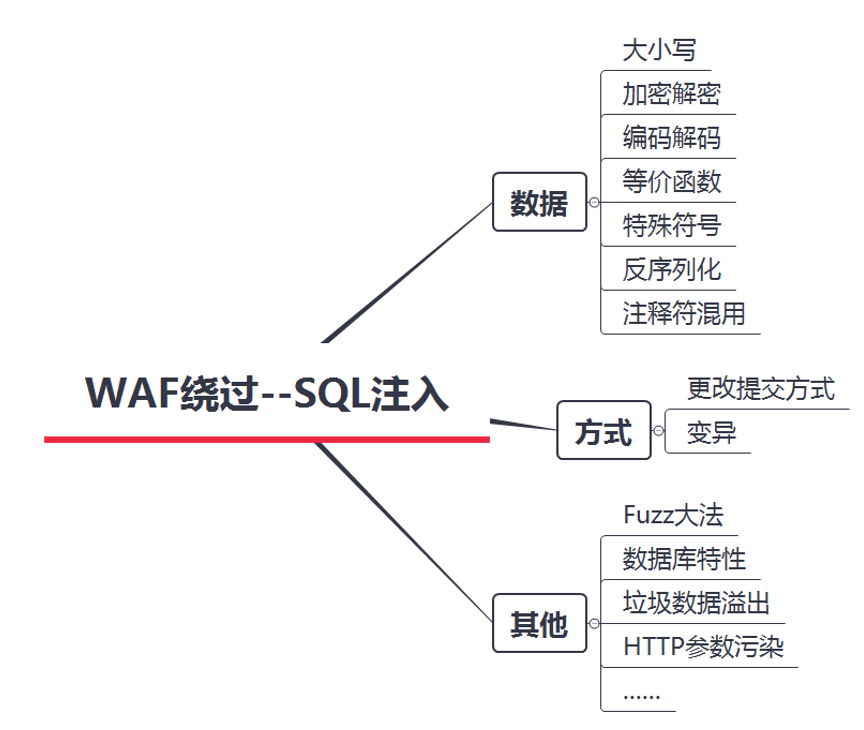 WAF绕过--SQL注入
数据
大小写
加密解密
编码解码
等价函数
特殊符号
反序列化
注释符混用
方式
更改提交方式
变异
其他
Fuzz大法
数据库特性
垃圾数据溢出
HTTP参数污染
......